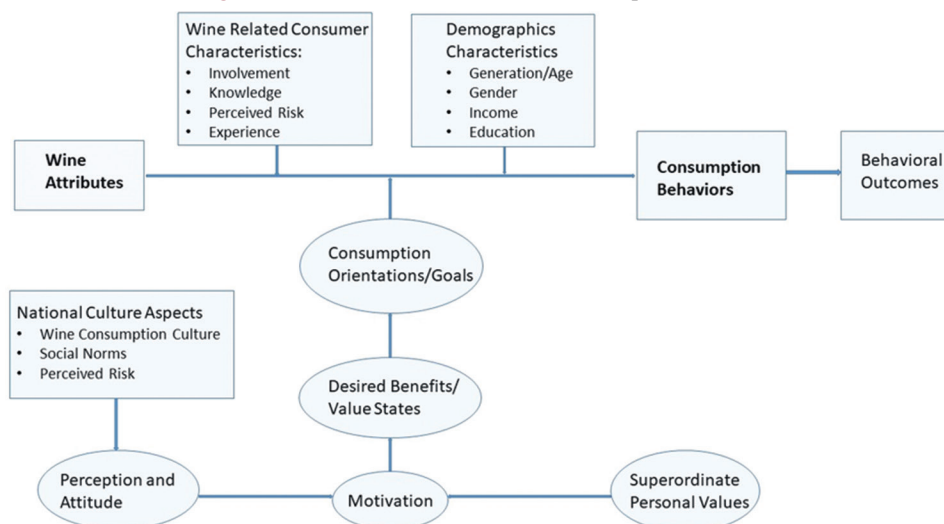 Wine Related Consumer
Characteristics:
• Involvement
• Knowledge
• Perceived Risk
• Experience
Demographics
Characteristics
• Generation/Age
• Gender
• Income
• Education
Wine
Attributes
Consumption
Behaviors
Behavioral
Outcomes
Consumption
Orientations/Goals
National Culture Aspects
• Wine Consumption Culture
• Social Norms
• Perceived Risk
Desired Benefits/
Value States
Perception and
Attitude
Motivation
Superordinate
Personal Values